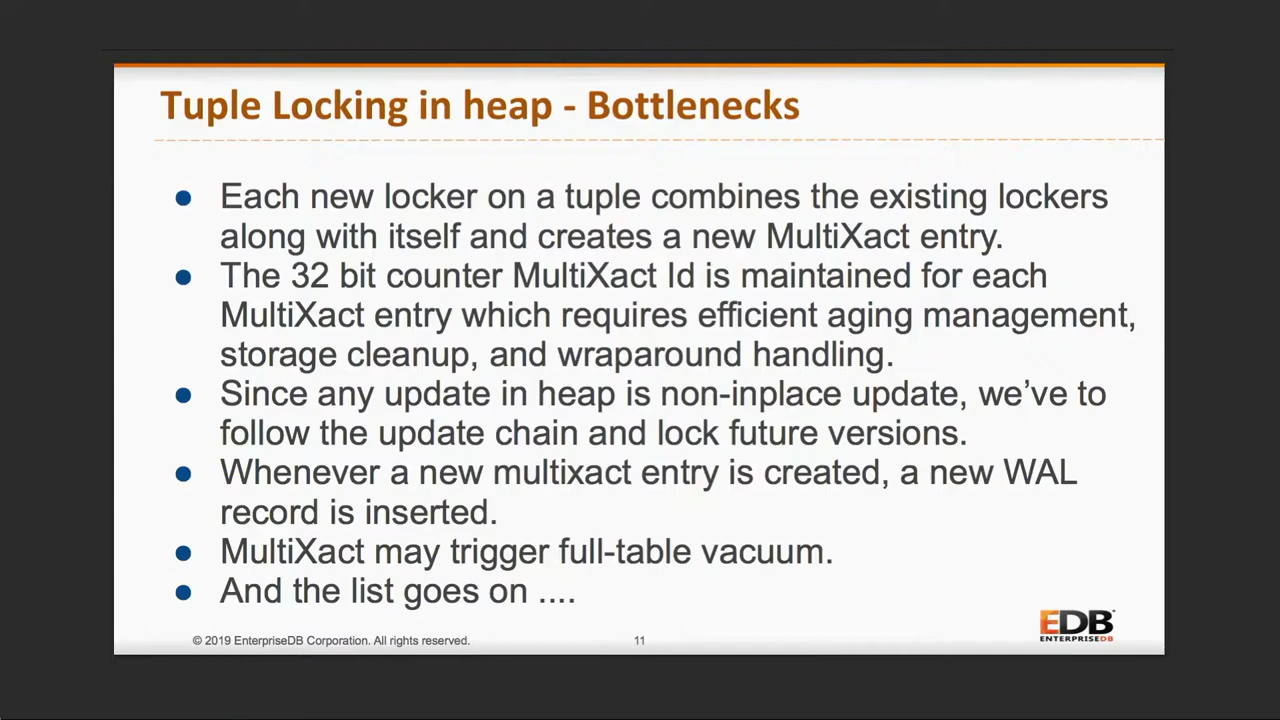 Tuple Locking in heap - Bottlenecks
● Each new locker on a tuple combines the existing lockers
along with itself and creates a new MultiXact entry.
● The 32 bit counter MultiXact Id is maintained for each
MultiXact entry which requires efficient aging management,
storage cleanup, and wraparound handling.
● Since any update in heap is non-inplace update, we’ve to
follow the update chain and lock future versions.
● Whenever a new multixact entry is created, a new WAL
record is inserted.
● MultiXact may trigger full-table vacuum.
● And the list goes on ....
© 2019 EnterpriseDB Corporation. All rights reserved.
11
EDB
ENTERPRISEDB